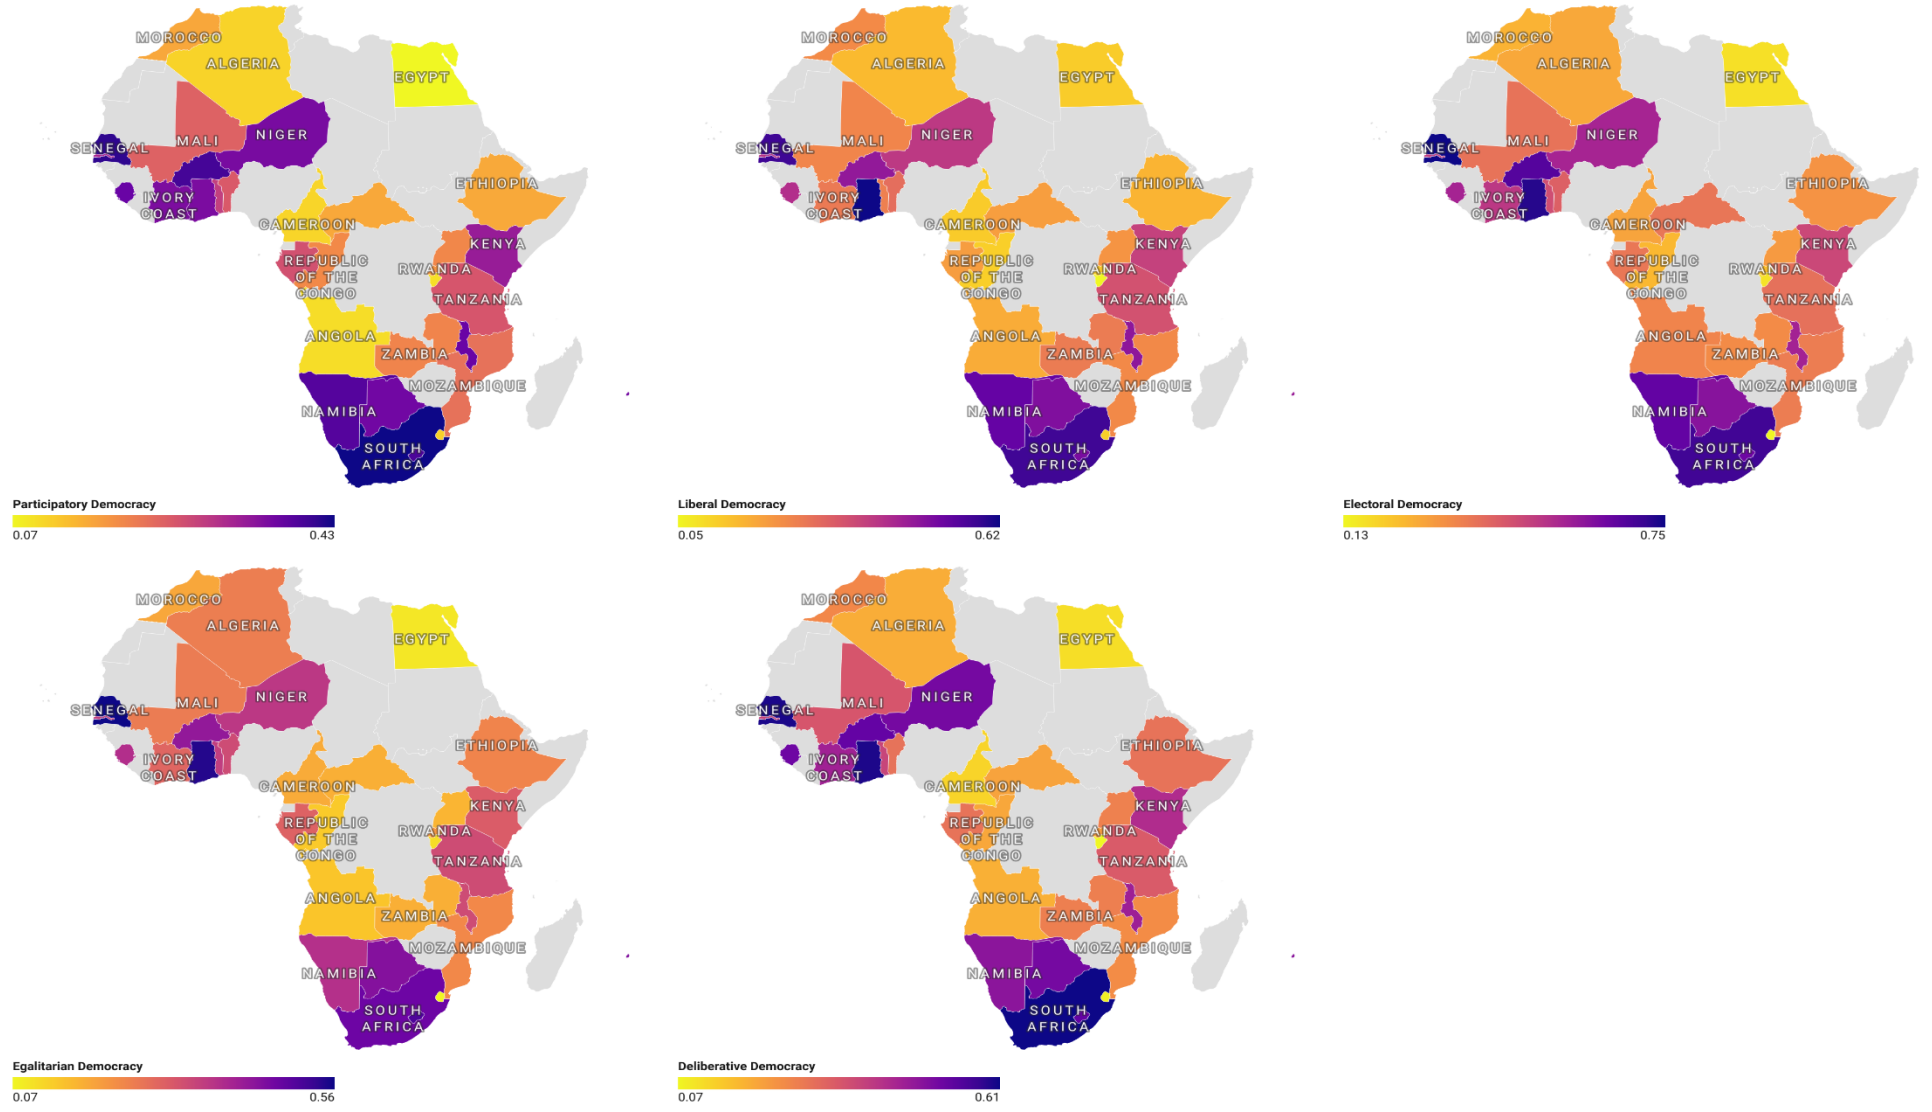 MOROCCO
ALGERIA
EGYPT
SENEGAL
MALI
NIGER
IVORY
COAST
ETHIOPIA
CAMEROON
KENYA
REPUBLIC
OF THE
CONGO
RWANDA
TANZANIA
ANGOLA
ZAMBIA
MOZAMBIQUE
NAMIBIA
SOUTH
AFRICA
Participatory Democracy
0.07 0.43
MOROCCO
ALGERIA
EGYPT
SENEGAL
MALI
NIGER
IVORY
COAST
ETHIOPIA
CAMEROON
KENYA
REPUBLIC
OF THE
CONGO
RWANDA
TANZANIA
ANGOLA
ZAMBIA
MOZAMBIQUE
NAMIBIA
SOUTH
AFRICA
Liberal Democracy
0.05 0.62
MOROCCO
ALGERIA
EGYPT
SENEGAL
MALI
NIGER
IVORY
COAST
ETHIOPIA
CAMEROON
KENYA
REPUBLIC
OF THE
CONGO
RWANDA
TANZANIA
ANGOLA
ZAMBIA
MOZAMBIQUE
NAMIBIA
SOUTH
AFRICA
Electoral Democracy
0.13 0.75
MOROCCO
ALGERIA
EGYPT
SENEGAL
MALI
NIGER
IVORY
COAST
ETHIOPIA
CAMEROON
KENYA
REPUBLIC
OF THE
CONGO
RWANDA
TANZANIA
ANGOLA
ZAMBIA
MOZAMBIQUE
NAMIBIA
SOUTH
AFRICA
Egalitarian Democracy
0.07 0.56
MOROCCO
ALGERIA
EGYPT
SENEGAL
MALI
NIGER
IVORY
COAST
ETHIOPIA
CAMEROON
KENYA
REPUBLIC
OF THE
CONGO
RWANDA
TANZANIA
ANGOLA
ZAMBIA
MOZAMBIQUE
NAMIBIA
SOUTH
AFRICA
Deliberative Democracy
0.07 0.61